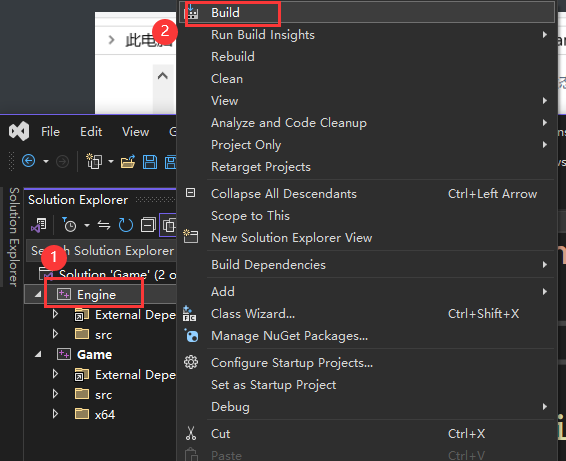 此电脑
2
Build
Run Build Insights
Rebuild
Clean
View
Analyze and Code Cleanup
Project Only
Retarget Projects
Collapse All Descendants Ctrl+Left Arrow
Scope to This
New Solution Explorer View
Build Dependencies
Add
Class Wizard... Ctrl+Shift+X
Manage NuGet Packages...
Configure Startup Projects...
Set as Startup Project
Debug
Cut Ctrl+X
Paste Ctrl+V
File Edit View
Solution Explorer
Solution Explorer
Search Solution Explorer
1
Solution 'Game' (2 o
Engine
External Depe
src
Game
External Depe
src
x64